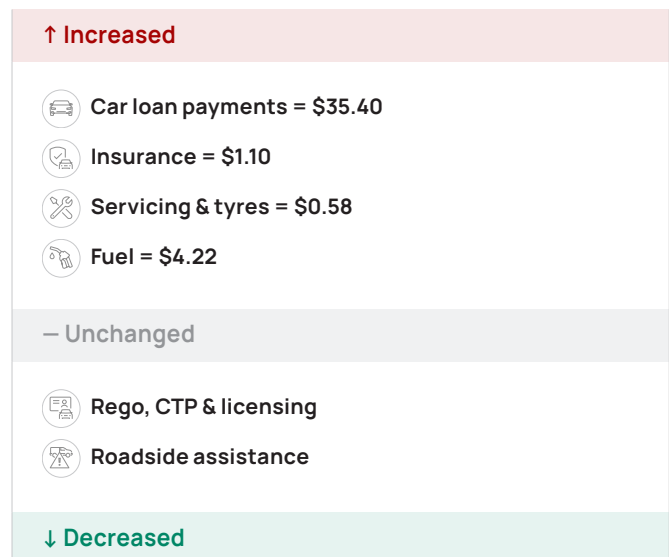 ↑ Increased
Car loan payments = $35.40
Insurance = $1.10
Servicing & tyres = $0.58
Fuel = $4.22
— Unchanged
Rego, CTP & licensing
Roadside assistance
↓ Decreased